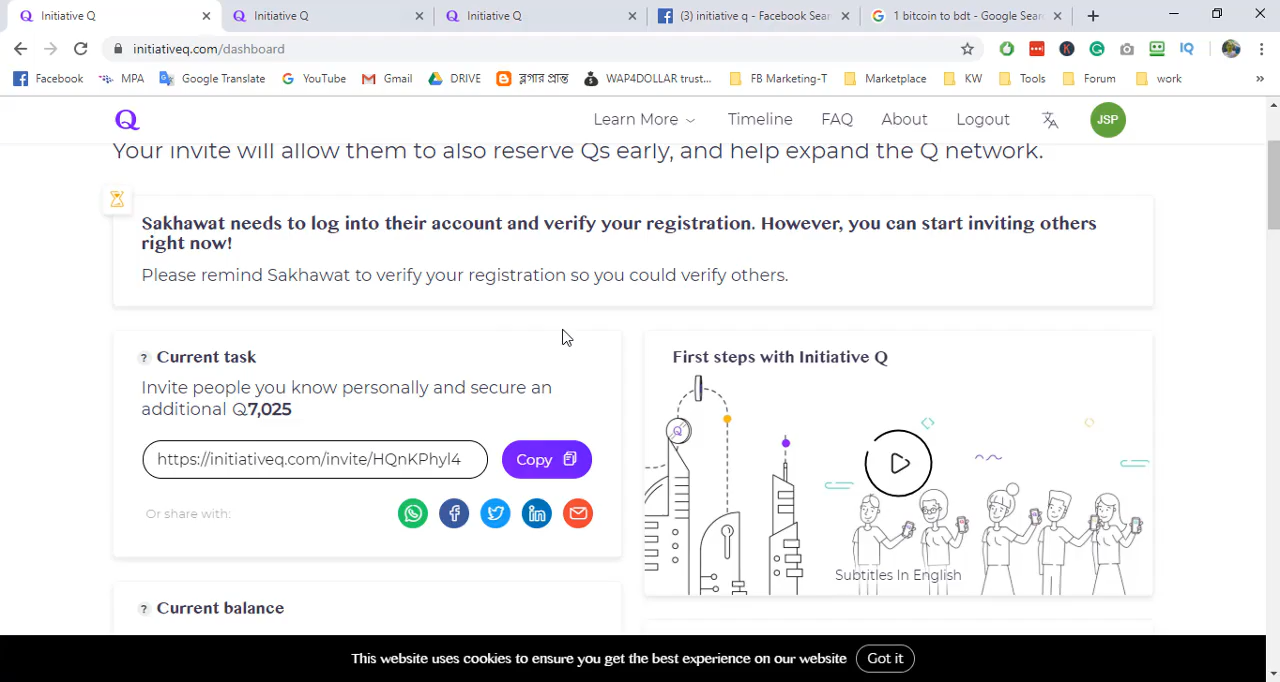 Initiative Q
Initiative Q
Initiative Q
(3) initiative q - Facebook Sear
1 bitcoin to bdt - Google Sear
initiativeq.com/dashboard
Facebook
MPA
Google Translate
YouTube
Gmail
DRIVE
ব্লগার প্রান্ত
WAP4DOLLAR trust...
FB Marketing-T
Marketplace
KW
Tools
Forum
work
Q
Learn More
Timeline
FAQ
About
Logout
JSP
Your invite will allow them to also reserve Qs early, and help expand the Q network.
Sakhawat needs to log into their account and verify your registration. However, you can start inviting others
right now!
Please remind Sakhawat to verify your registration so you could verify others.
? Current task
Invite people you know personally and secure an
additional Q7,025
https://initiativeq.com/invite/HQnKPhyl4
Copy
Or share with:
First steps with Initiative Q
Q
Subtitles In English
? Current balance
This website uses cookies to ensure you get the best experience on our website
Got it